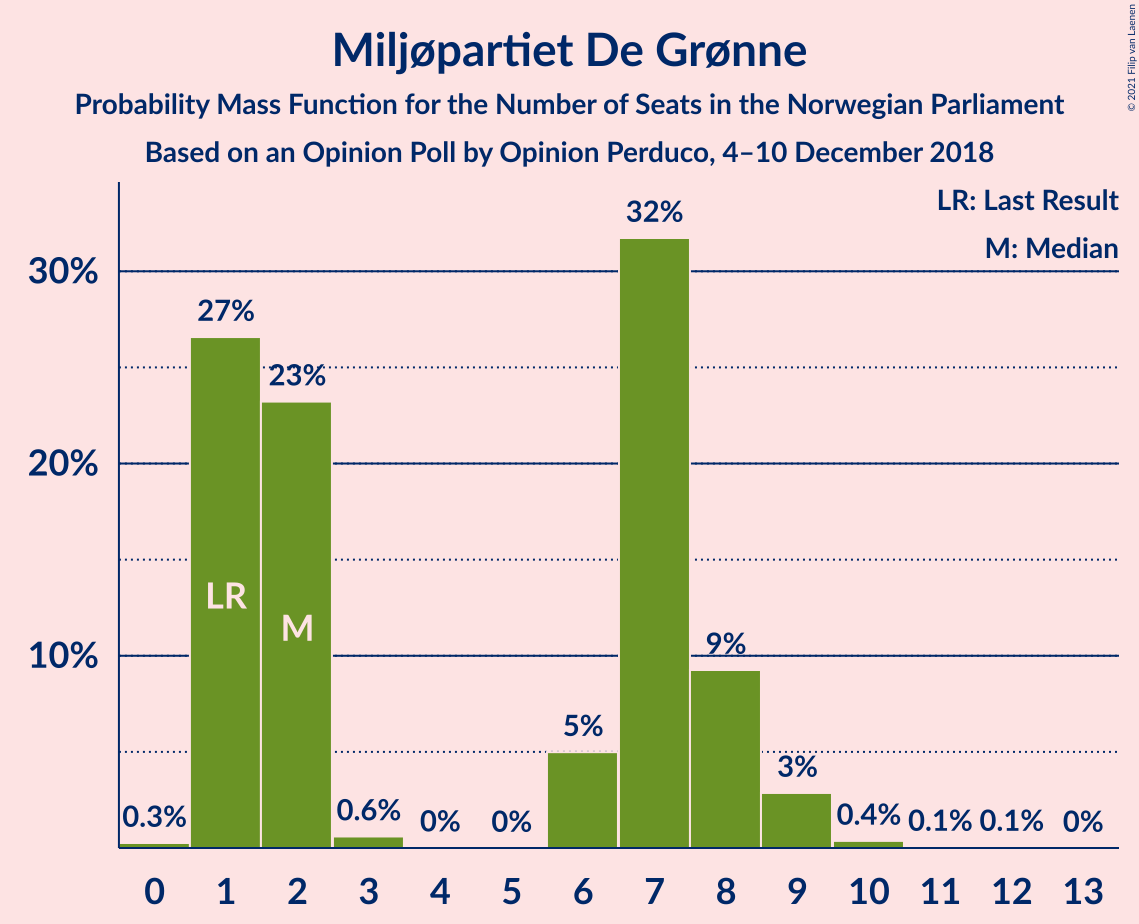 Miljøpartiet De Grønne
Probability Mass Function for the Number of Seats in the Norwegian Parliament
Based on an Opinion Poll by Opinion Perduco, 4–10 December 2018
© 2021 Filip van Laenen
LR: Last Result
M: Median
30%
20%
10%
0.3%
27%
23%
0.6%
0%
0%
5%
32%
9%
3%
0.4%
0.1%
0.1%
0%
LR
M
0 1 2 3 4 5 6 7 8 9 10 11 12 13